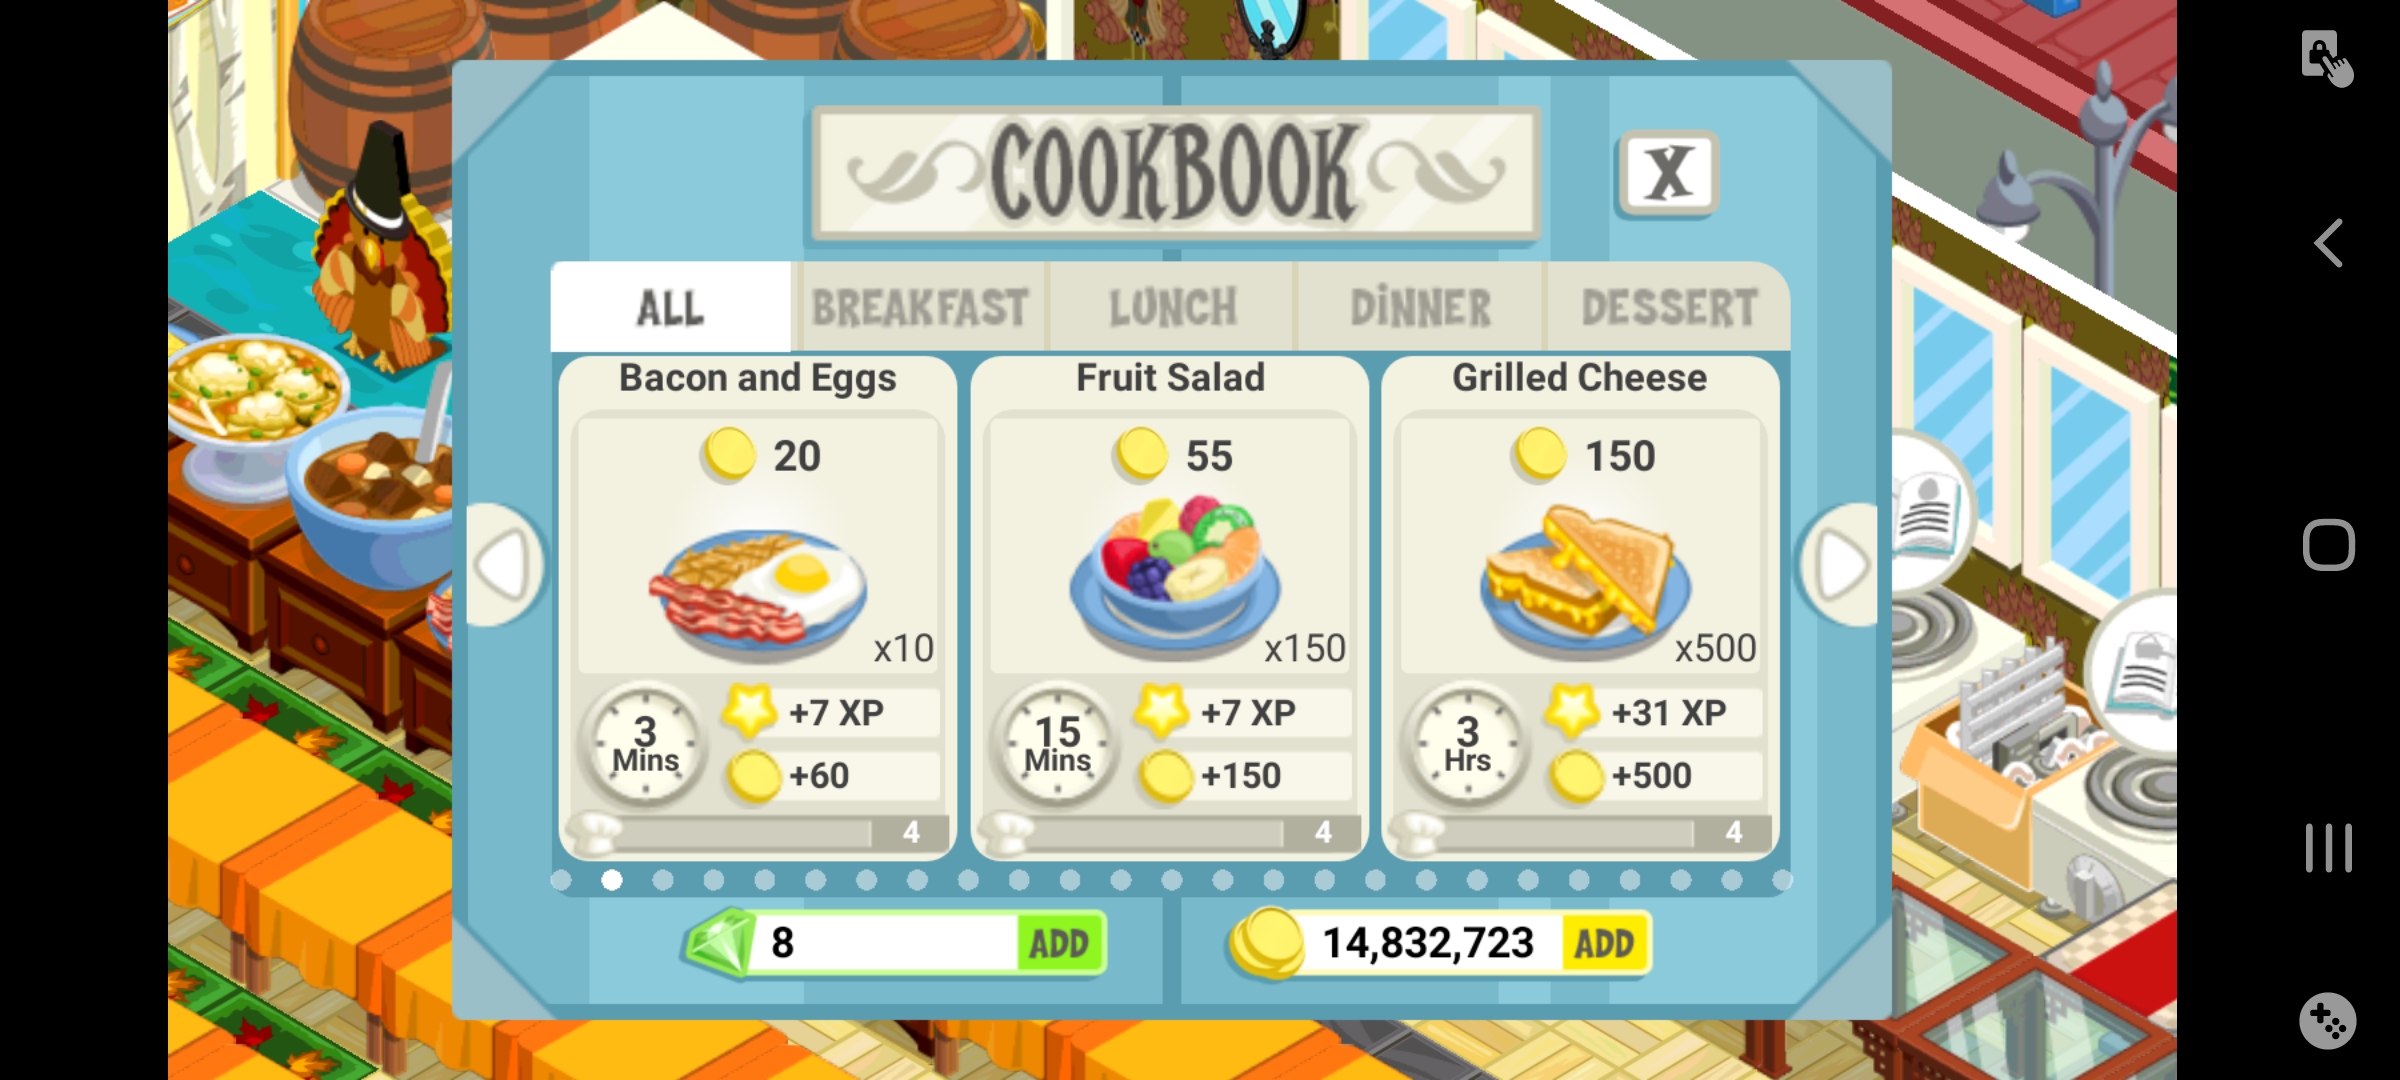 COOKBOOK
X
ALL
BREAKFAST
LUNCH
DINNER
DESSERT
Bacon and Eggs
20
x10
3
Mins
+7 XP
+60
4
Fruit Salad
55
x150
15
Mins
+7 XP
+150
4
Grilled Cheese
150
x500
3
Hrs
+31 XP
+500
4
8
ADD
14,832,723
ADD